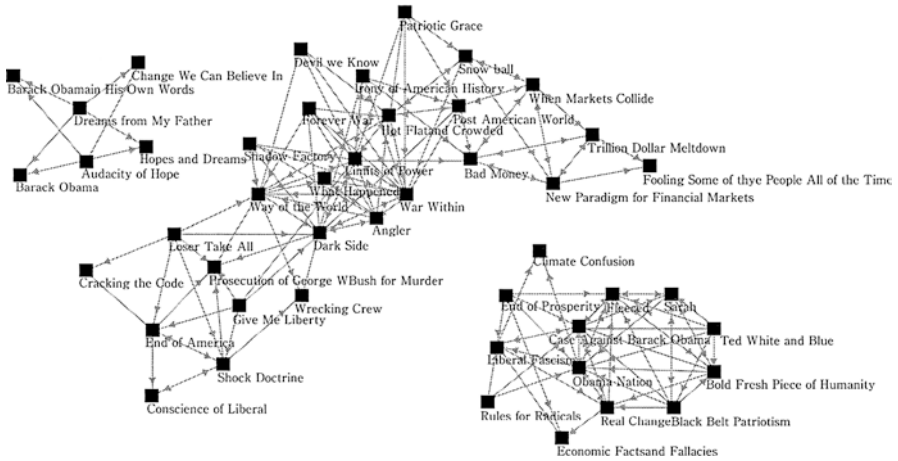 Patriotic Grace
Devil we Know
Snow ball
Change We Can Believe In
Barack Obamain His Own Words
Irony of American History
When Markets Collide
Dreams from My Father
Forever War
Post American World
Hot Flatand Crowded
Trillion Dollar Meltdown
Hopes and Dreams
Shadow Factory
Limits of Power
Bad Money
Audacity of Hope
Fooling Some of thye People All of the Time
Barack Obama
What Happened
New Paradigm for Financial Markets
Way of the World
War Within
Angler
Loser Take All
Dark Side
Climate Confusion
Cracking the Code
Prosecution of George WBush for Murder
Wrecking Crew
End of Prosperity
Fleeced
Sarah
Give Me Liberty
End of America
Case Against Barack Obama
Ted White and Blue
Liberal Fascism
Shock Doctrine
Obama Nation
Bold Fresh Piece of Humanity
Conscience of Liberal
Rules for Radicals
Real Change
Black Belt Patriotism
Economic Factsand Fallacies